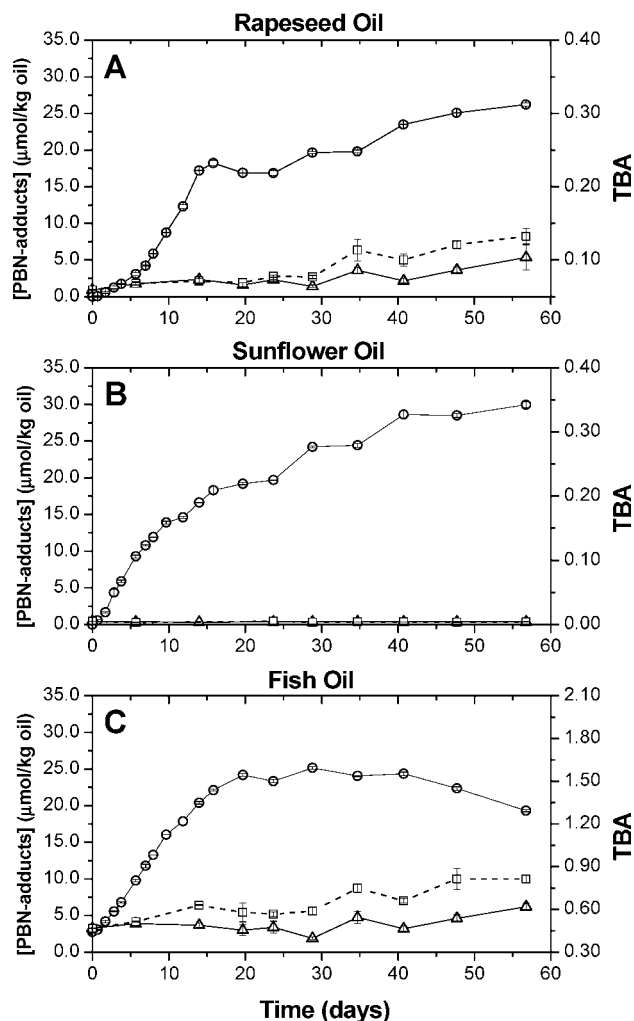 Rapeseed Oil
A
[PBN-adducts] (μmol/kg oil)
35.0
30.0
25.0
20.0
15.0
10.0
5.0
0.0
0.40
0.30
0.20
0.10
TBA
0 10 20 30 40 50 60
Sunflower Oil
B
[PBN-adducts] (μmol/kg oil)
35.0
30.0
25.0
20.0
15.0
10.0
5.0
0.0
0.40
0.30
0.20
0.10
0.00
TBA
0 10 20 30 40 50 60
Fish Oil
C
[PBN-adducts] (μmol/kg oil)
35.0
30.0
25.0
20.0
15.0
10.0
5.0
0.0
2.10
1.80
1.50
1.20
0.90
0.60
0.30
TBA
0 10 20 30 40 50 60
Time (days)